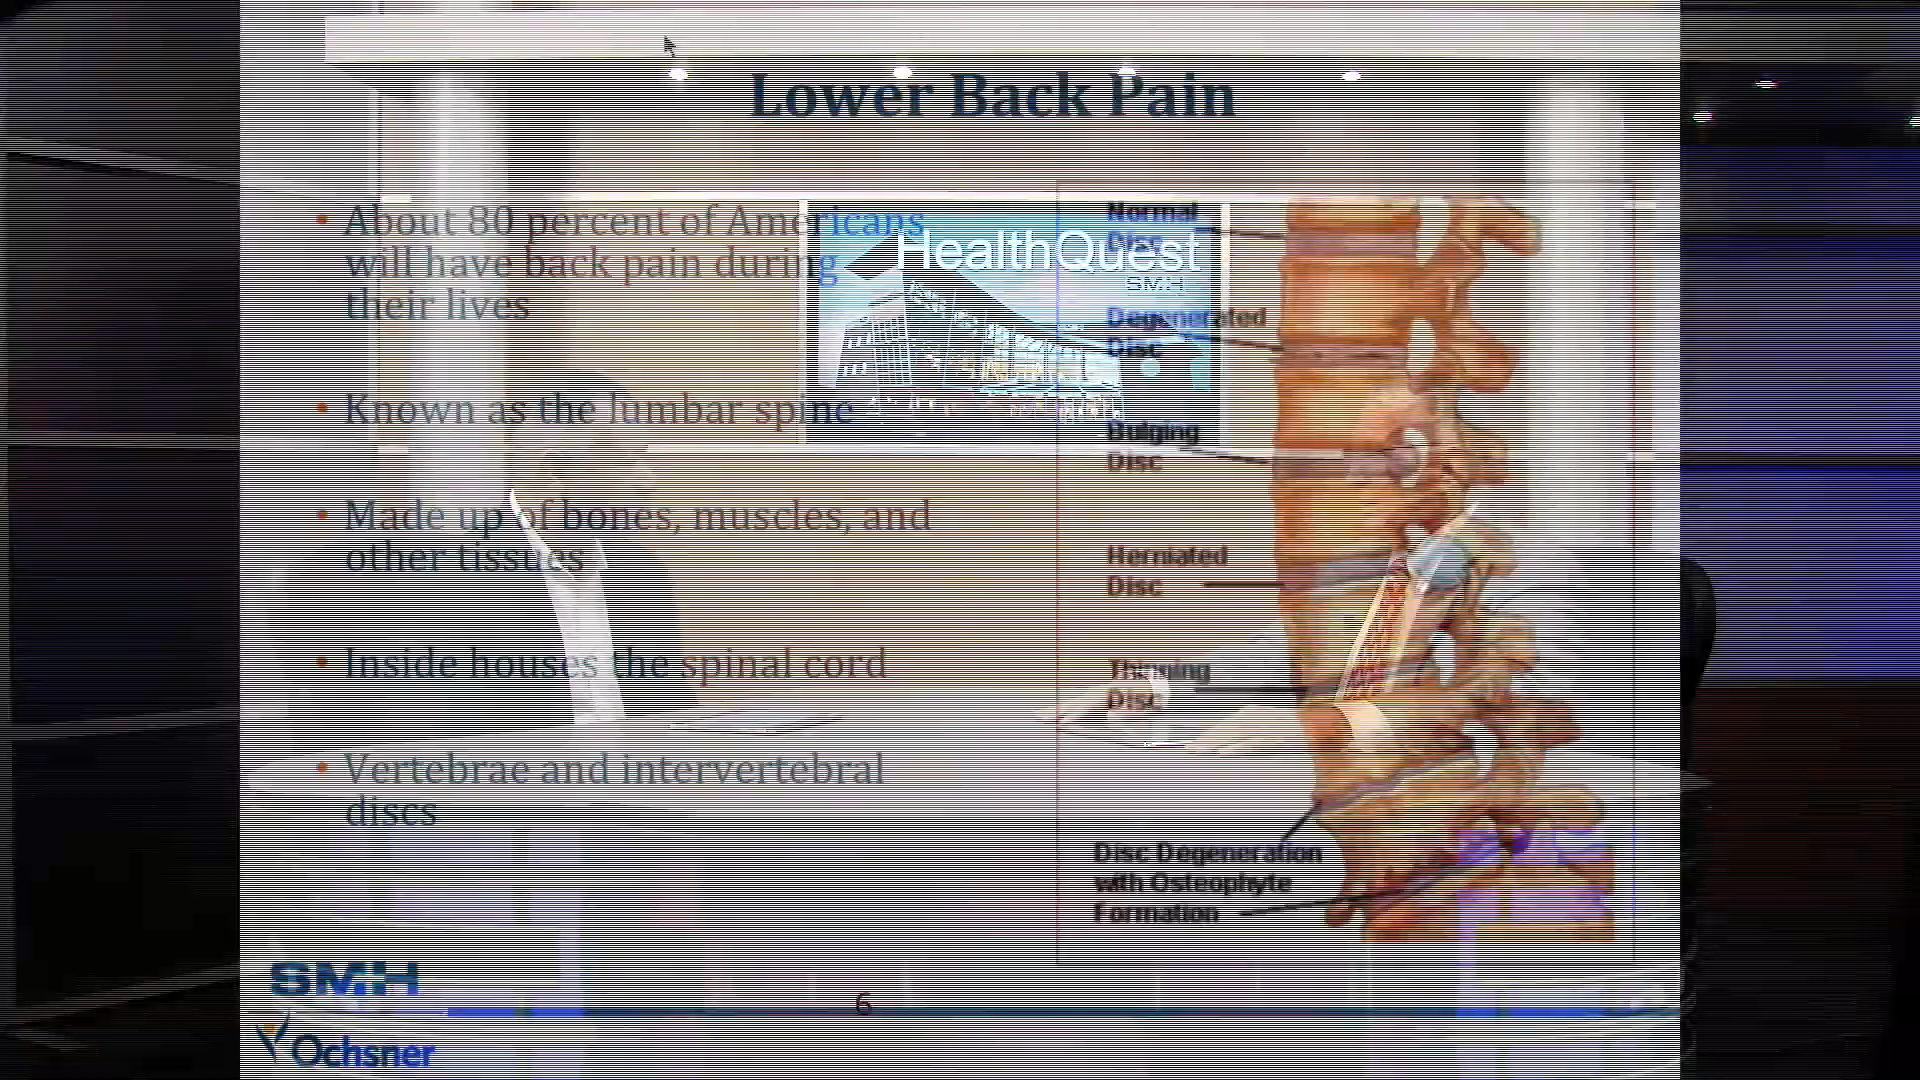 Lower Back Pain
• About 80 percent of Americans
will have back pain during
their lives
• Known as the lumbar spine
• Made up of bones, muscles, and
other tissues
• Inside houses the spinal cord
• Vertebrae and intervertebral
discs
HealthQuest
SMH
Normal
Disc
Degenerated
Disc
Bulging
Disc
Herniated
Disc
Thinning
Disc
Disc Degeneration
with Osteophyte
Formation
SMH
6
Ochsner